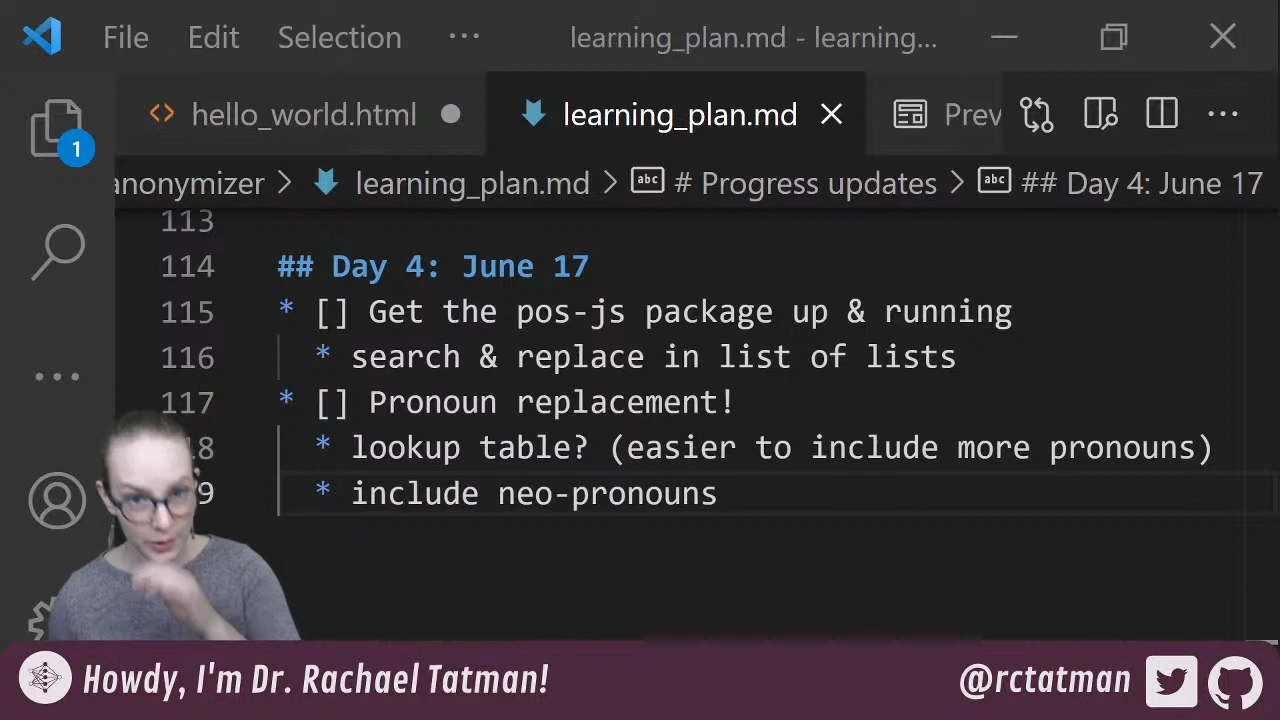 File Edit Selection ··· learning_plan.md - learning...
hello_world.html learning_plan.md Prev
1
anonymizer > learning_plan.md > # Progress updates > ## Day 4: June 17
113
114 ## Day 4: June 17
115 * [] Get the pos-js package up & running
116 * search & replace in list of lists
117 * [] Pronoun replacement!
18 * lookup table? (easier to include more pronouns)
9 * include neo-pronouns
Howdy, I'm Dr. Rachael Tatman! @rctatman